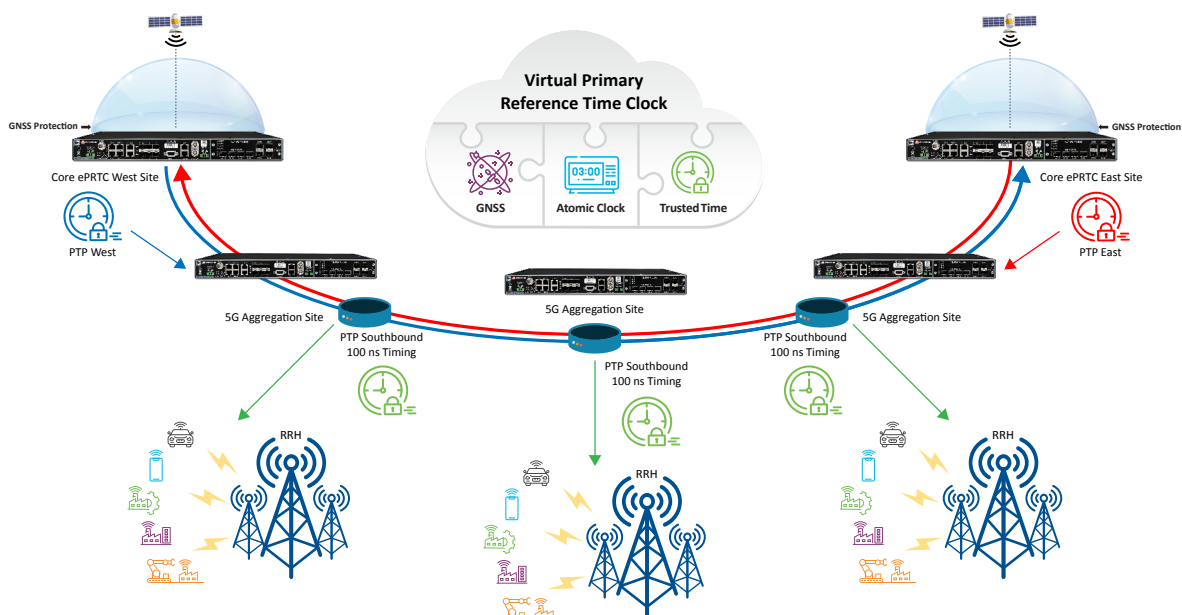 Virtual Primary
Reference Time Clock
GNSS
Atomic Clock
Trusted Time
03:00
GNSS Protection
GNSS Protection
Core ePRTC West Site
Core ePRTC East Site
PTP West
PTP East
5G Aggregation Site
5G Aggregation Site
5G Aggregation Site
PTP Southbound
100 ns Timing
PTP Southbound
100 ns Timing
PTP Southbound
100 ns Timing
RRH
RRH
RRH